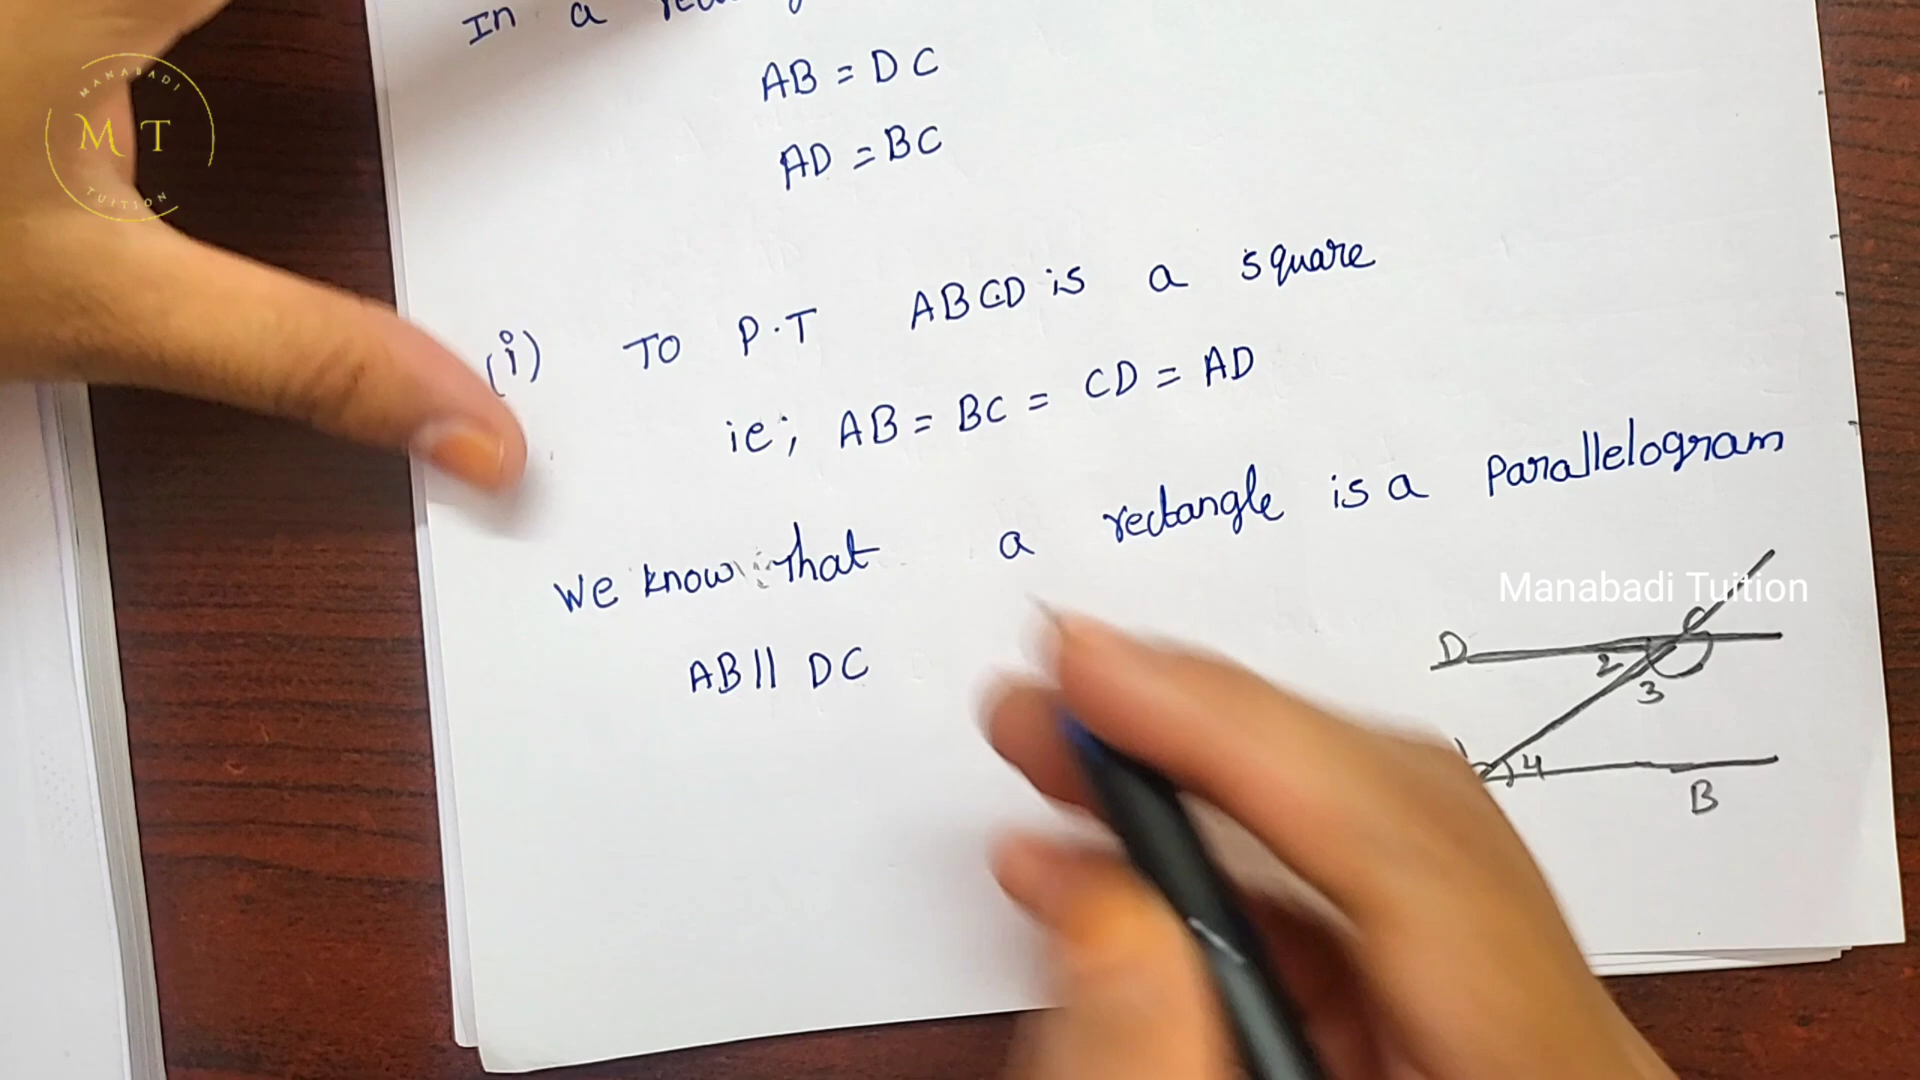 In a
AB = DC
AD = BC
(i) TO P.T ABCD is a square
ie; AB = BC = CD = AD
We know that a rectangle is a parallelogram
AB || DC
MANABADI
MT
TUITION
Manabadi Tuition
D
C
2
3
4
B